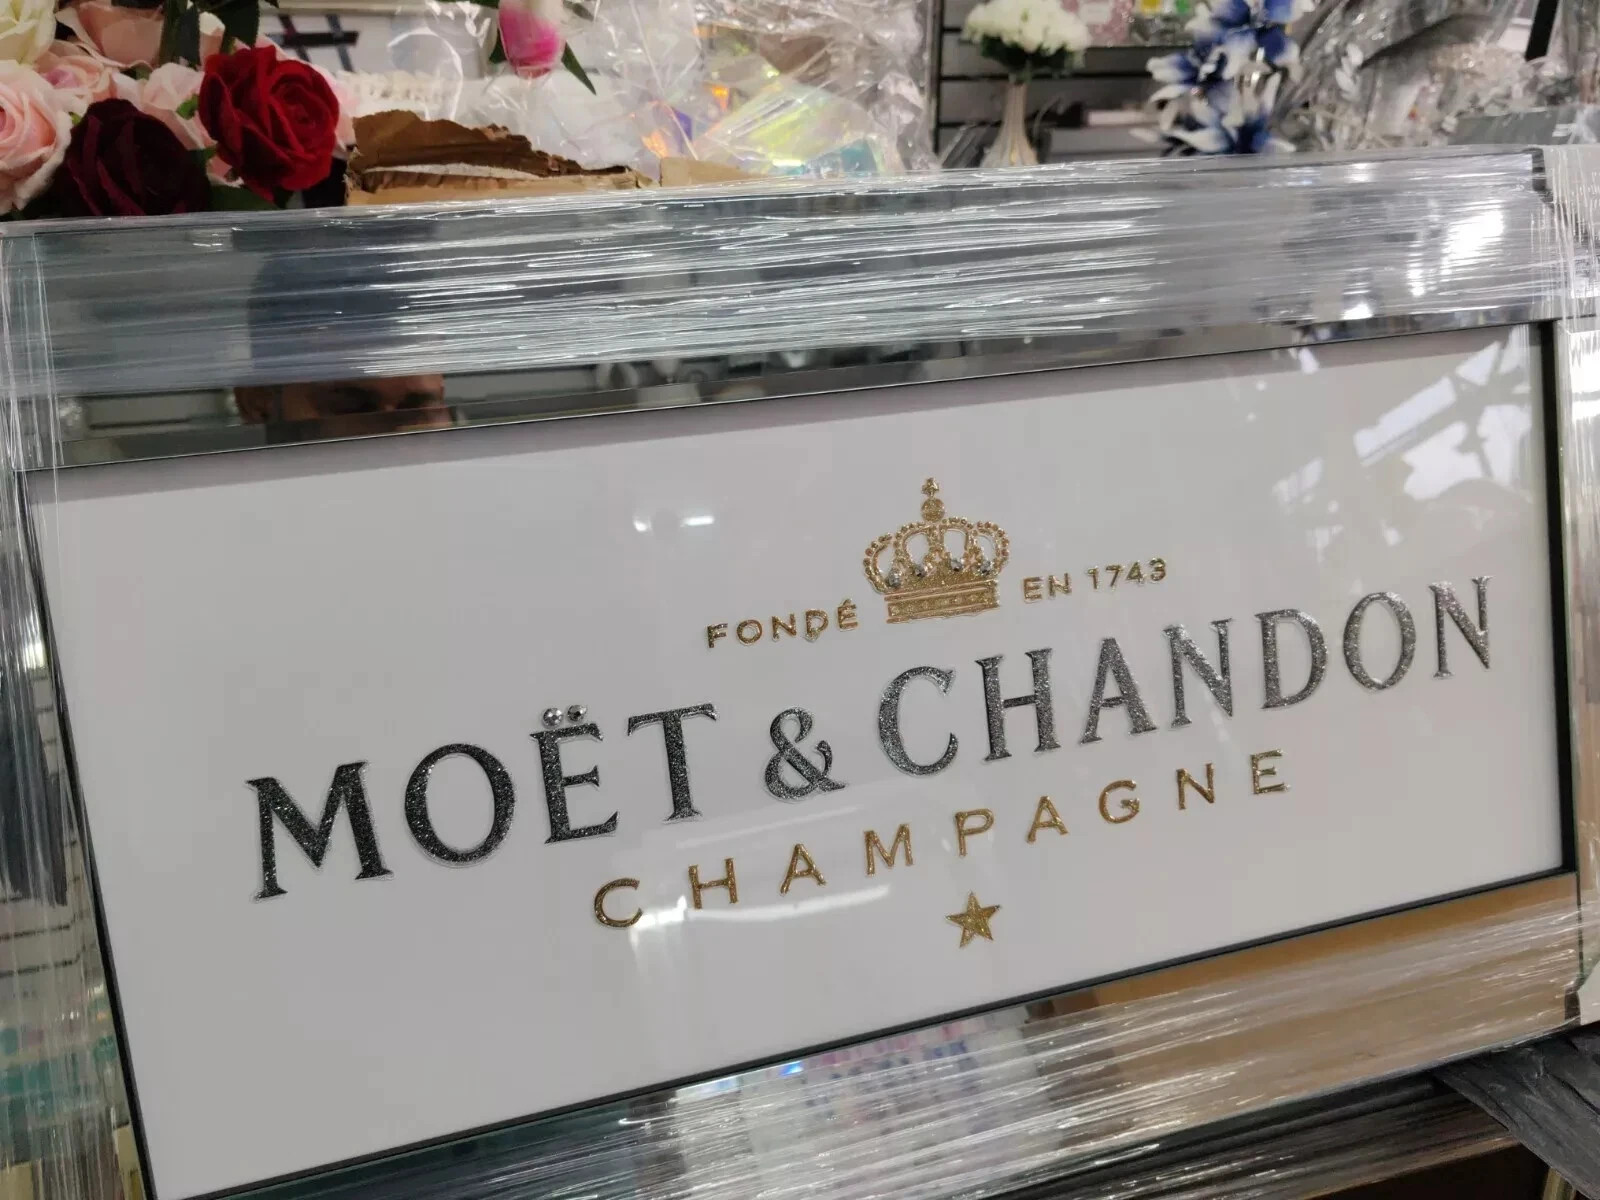 FONDÉ EN 1743
MOËT & CHANDON
CHAMPAGNE